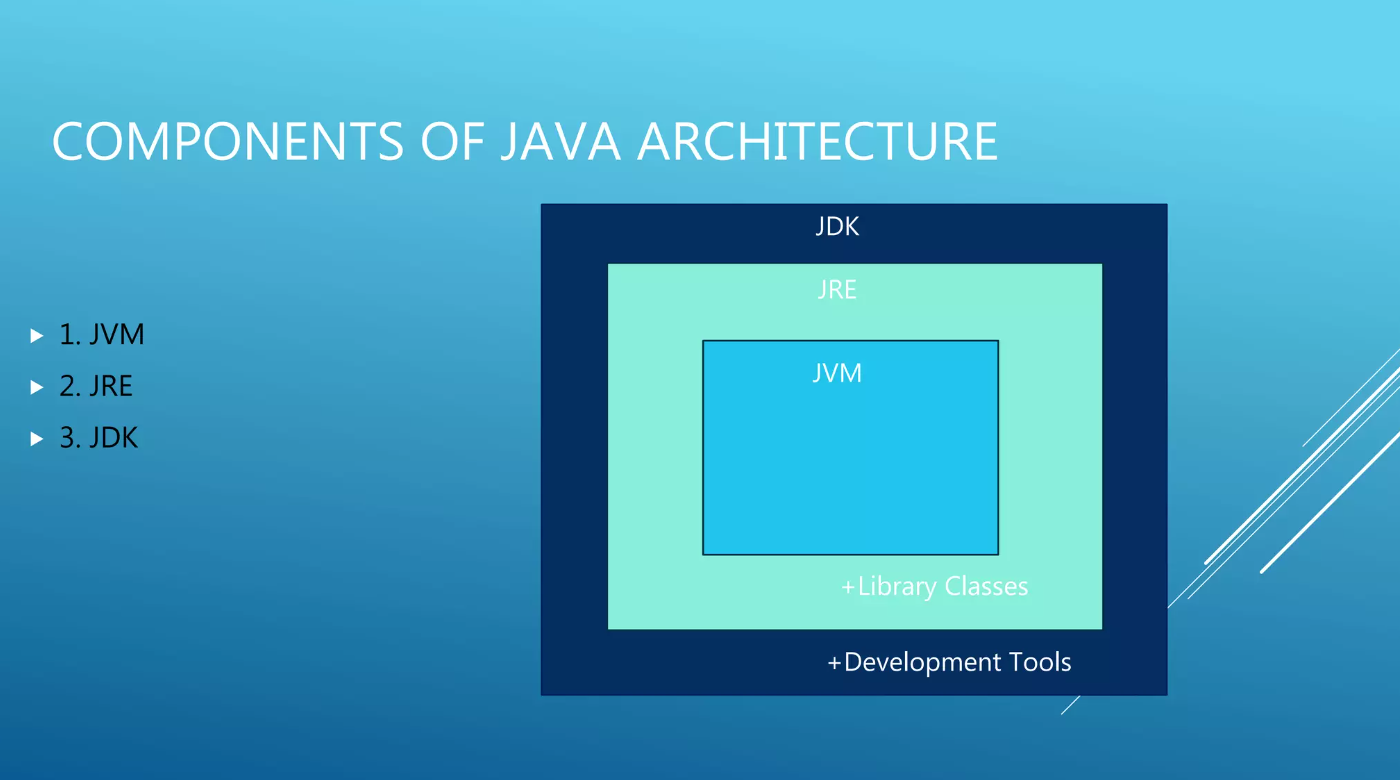 COMPONENTS OF JAVA ARCHITECTURE
1. JVM
2. JRE
3. JDK
JDK
JRE
JVM
+Library Classes
+Development Tools